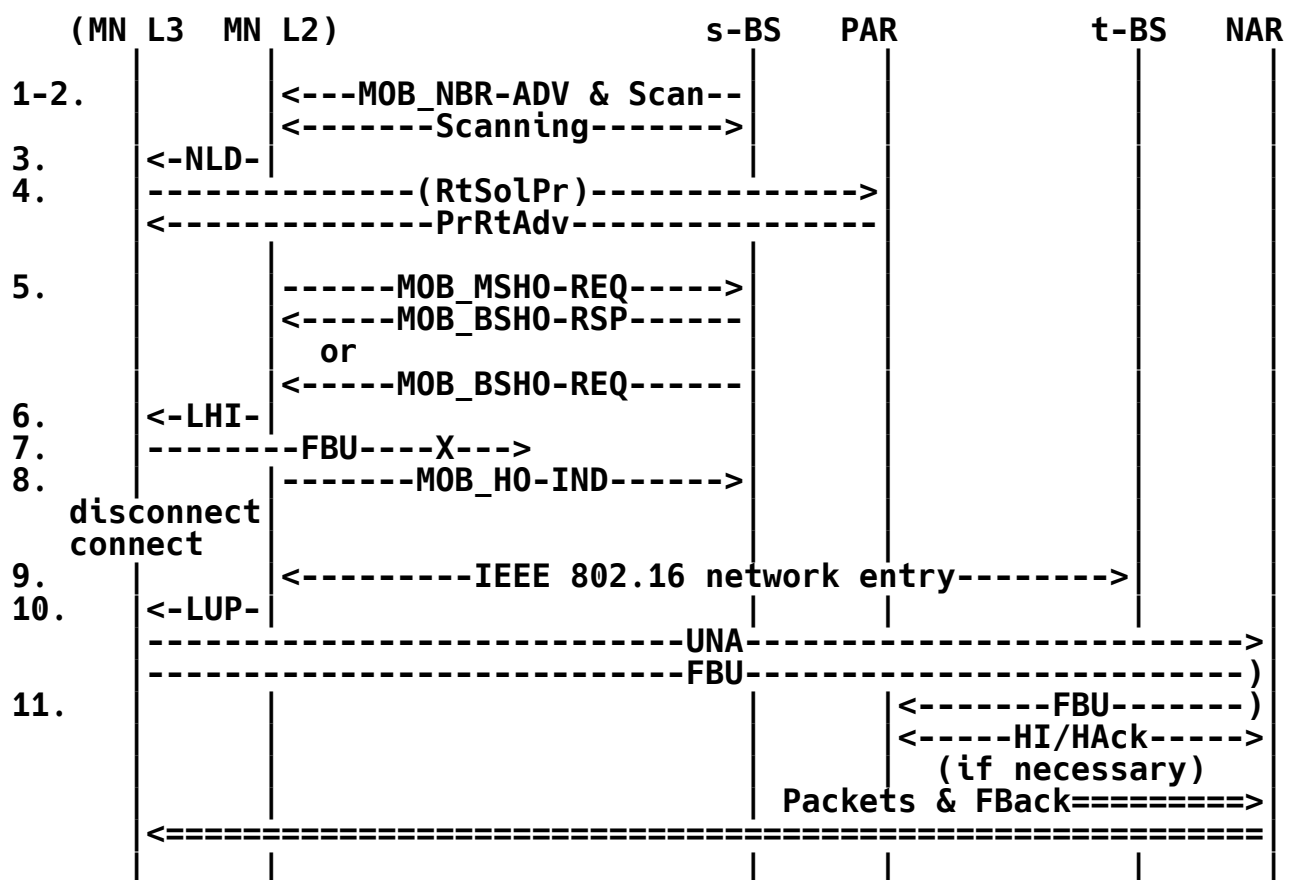 (MN L3 MN L2) s-BS PAR t-BS NAR
1-2. <---MOB_NBR-ADV & Scan--
<-------Scanning------->
3. <-NLD-
4. --------------(RtSolPr)-------------->
<--------------PrRtAdv----------------
5. ------MOB_MSHO-REQ----->
<-----MOB_BSHO-RSP------
or
<-----MOB_BSHO-REQ------
6. <-LHI-
7. --------FBU----X--->
8. -------MOB_HO-IND------>
disconnect
connect
9. <---------IEEE 802.16 network entry-------->
10. <-LUP-
----------------------------UNA-------------------------->
----------------------------FBU--------------------------)
11. <-------FBU-------)
<-----HI/HAck----->
(if necessary)
Packets & FBack=========>
<=========================================================